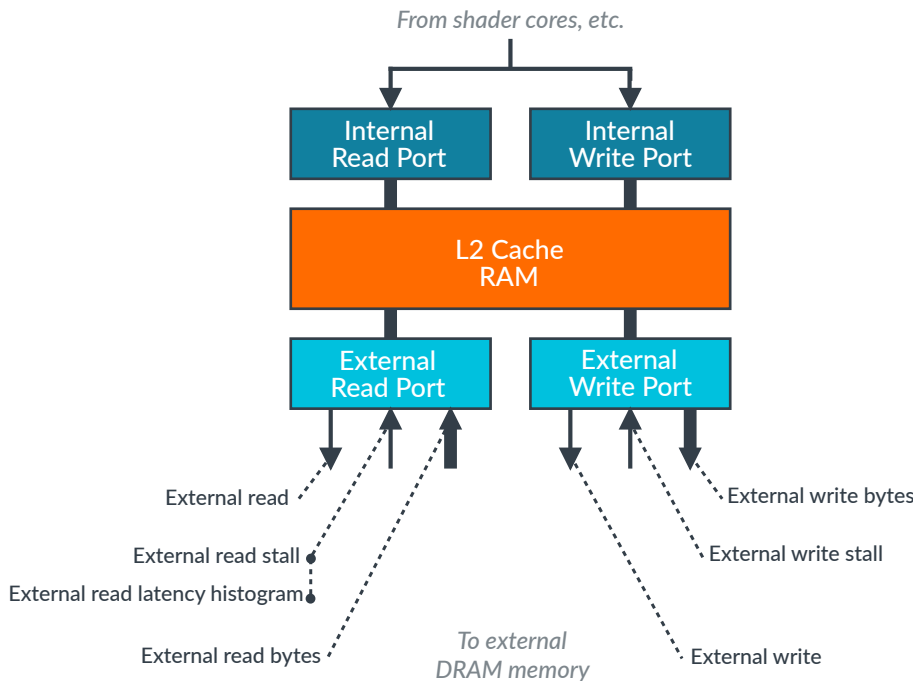 From shader cores, etc.
Internal
Read Port
Internal
Write Port
L2 Cache
RAM
External
Read Port
External
Write Port
External read
External write bytes
External read stall
External write stall
External read latency histogram
External read bytes
To external
DRAM memory
External write